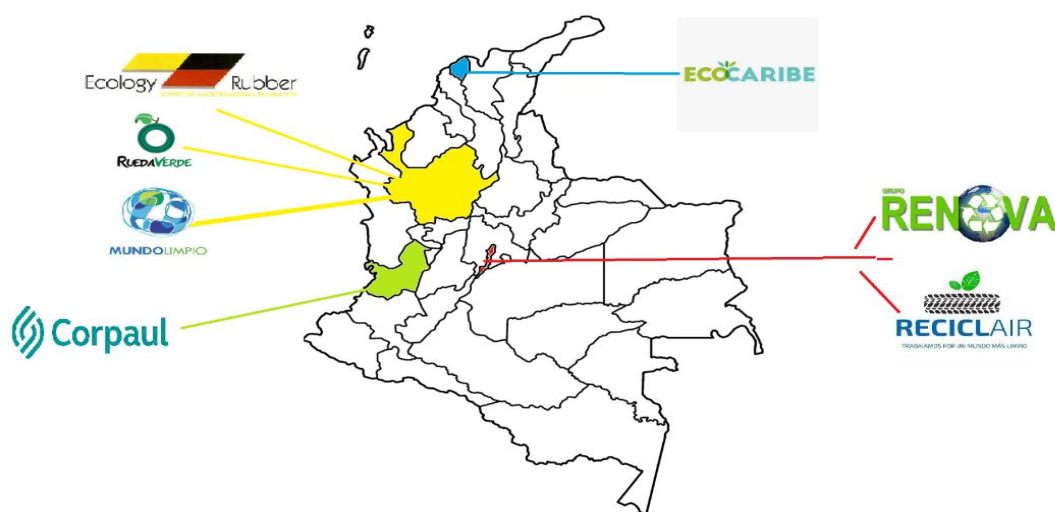 Ecology Rubber
RUEDAVERDE
MUNDOLIMPIO
Corpaul
ECOCARIBE
GRUPO
RENOVA
RECICLAIR
TRABAJAMOS POR UN MUNDO MÁS LIMPIO